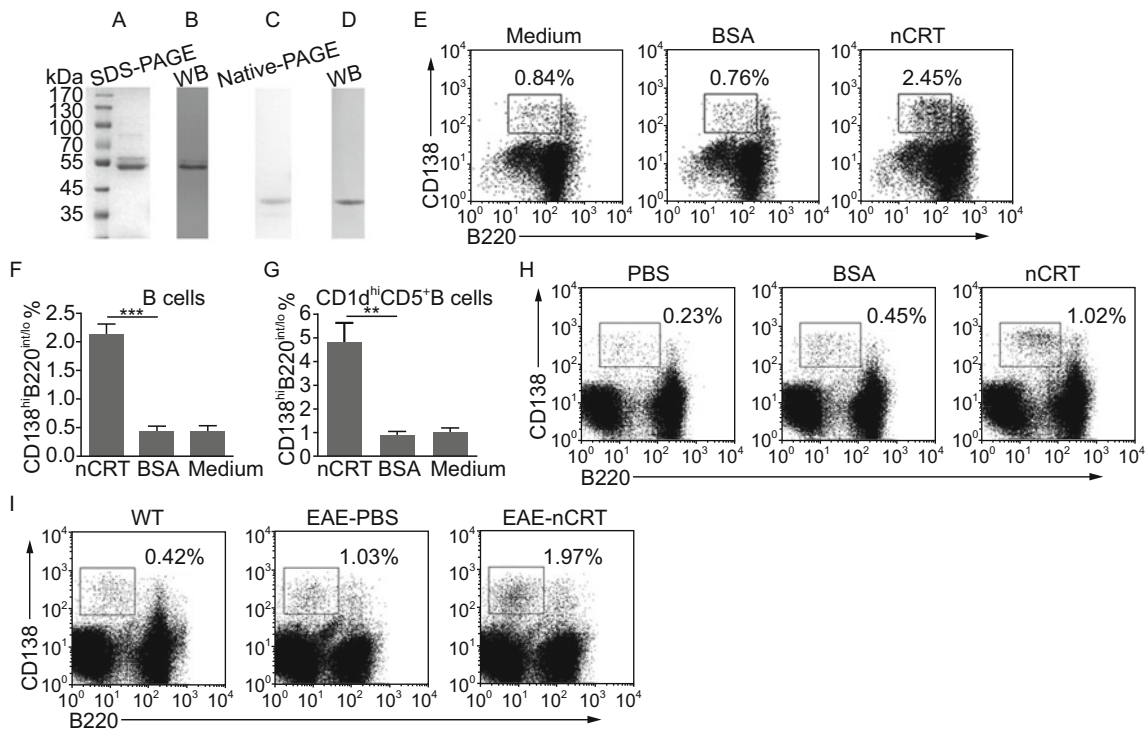 A
B
C
D
SDS-PAGE
WB
Native-PAGE
WB
kDa
170
130
100
70
55
45
35
E
Medium
BSA
nCRT
0.84%
0.76%
2.45%
CD138
10⁴
10³
10²
10¹
10⁰
10⁰ 10¹ 10² 10³ 10⁴
10⁴
10³
10²
10¹
10⁰
10⁰ 10¹ 10² 10³ 10⁴
10⁴
10³
10²
10¹
10⁰
10⁰ 10¹ 10² 10³ 10⁴
B220
F
B cells
***
CD138ʰⁱB220ⁱⁿᵗ/ˡᵒ %
2.5
2.0
1.5
1.0
0.5
0.0
nCRT BSA Medium
G
CD1dʰⁱCD5⁺B cells
**
CD138ʰⁱB220ⁱⁿᵗ/ˡᵒ %
6
5
4
3
2
1
0
nCRT BSA Medium
H
PBS
BSA
nCRT
0.23%
0.45%
1.02%
CD138
10⁴
10³
10²
10¹
10⁰
10⁰ 10¹ 10² 10³ 10⁴
10⁴
10³
10²
10¹
10⁰
10⁰ 10¹ 10² 10³ 10⁴
10⁴
10³
10²
10¹
10⁰
10⁰ 10¹ 10² 10³ 10⁴
B220
I
WT
EAE-PBS
EAE-nCRT
0.42%
1.03%
1.97%
CD138
10⁴
10³
10²
10¹
10⁰
10⁰ 10¹ 10² 10³ 10⁴
10⁴
10³
10²
10¹
10⁰
10⁰ 10¹ 10² 10³ 10⁴
10⁴
10³
10²
10¹
10⁰
10⁰ 10¹ 10² 10³ 10⁴
B220